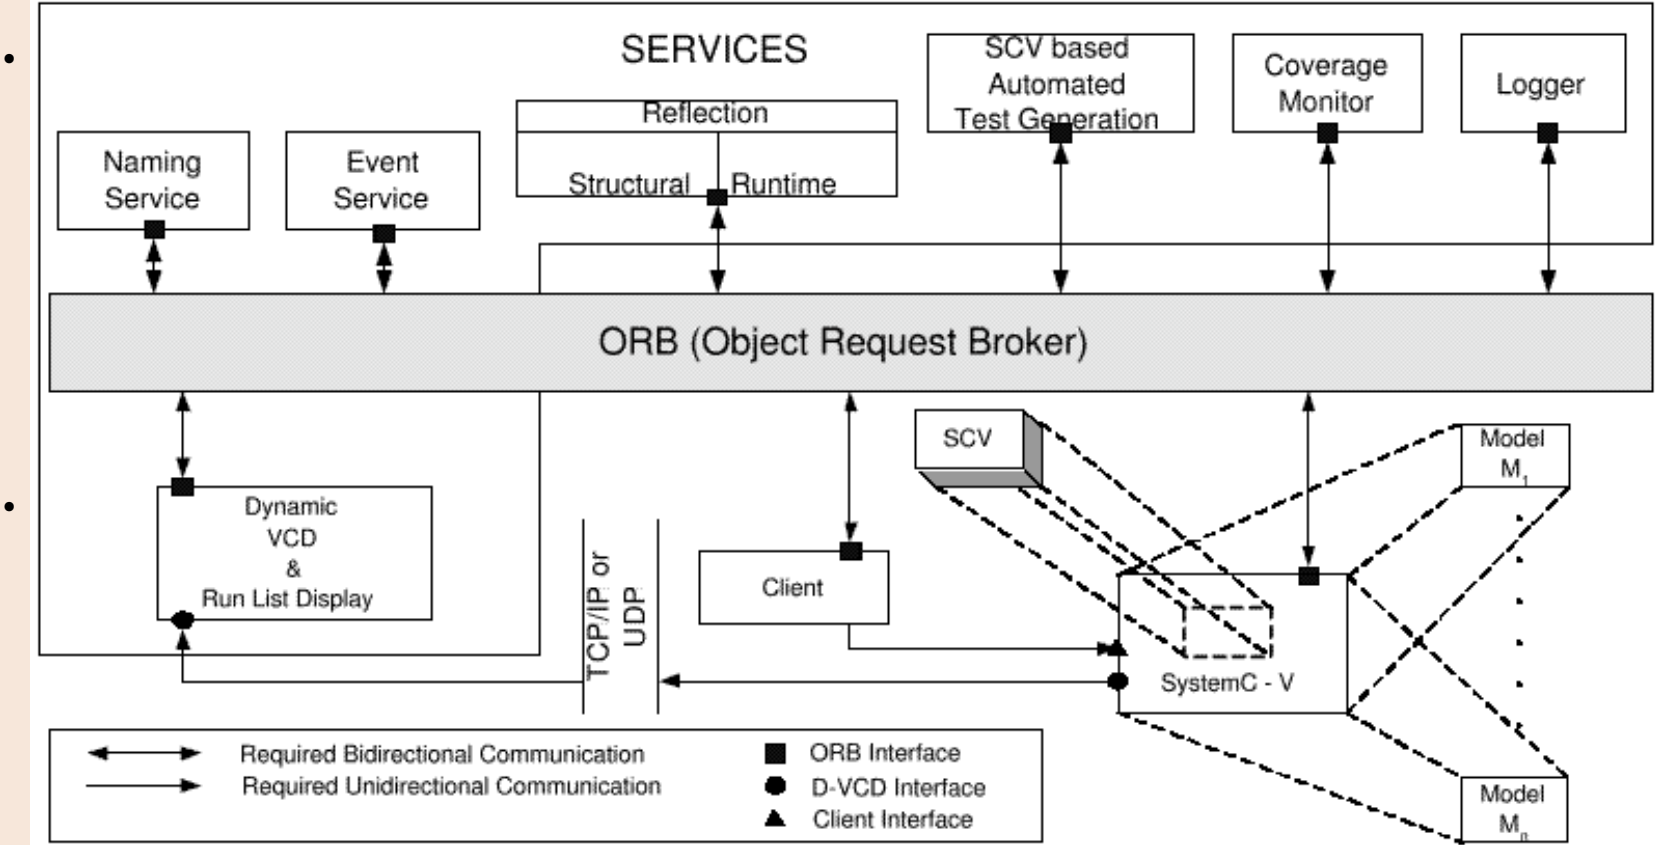 SERVICES
SCV based
Automated
Test Generation
Coverage
Monitor
Logger
Reflection
Structural
Runtime
Naming
Service
Event
Service
ORB (Object Request Broker)
SCV
Model
M1
Dynamic
VCD
&
Run List Display
TCP/IP or
UDP
Client
SystemC - V
Model
Mn
Required Bidirectional Communication
Required Unidirectional Communication
ORB Interface
D-VCD Interface
Client Interface